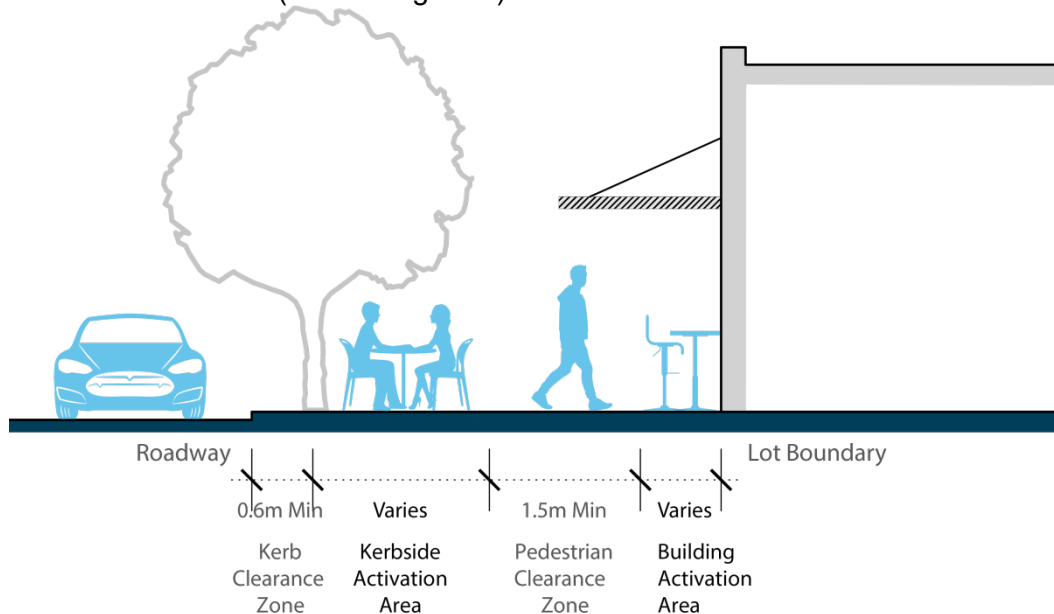 Roadway
Lot Boundary
0.6m Min
Varies
1.5m Min
Varies
Kerb
Clearance
Zone
Kerbside
Activation
Area
Pedestrian
Clearance
Zone
Building
Activation
Area